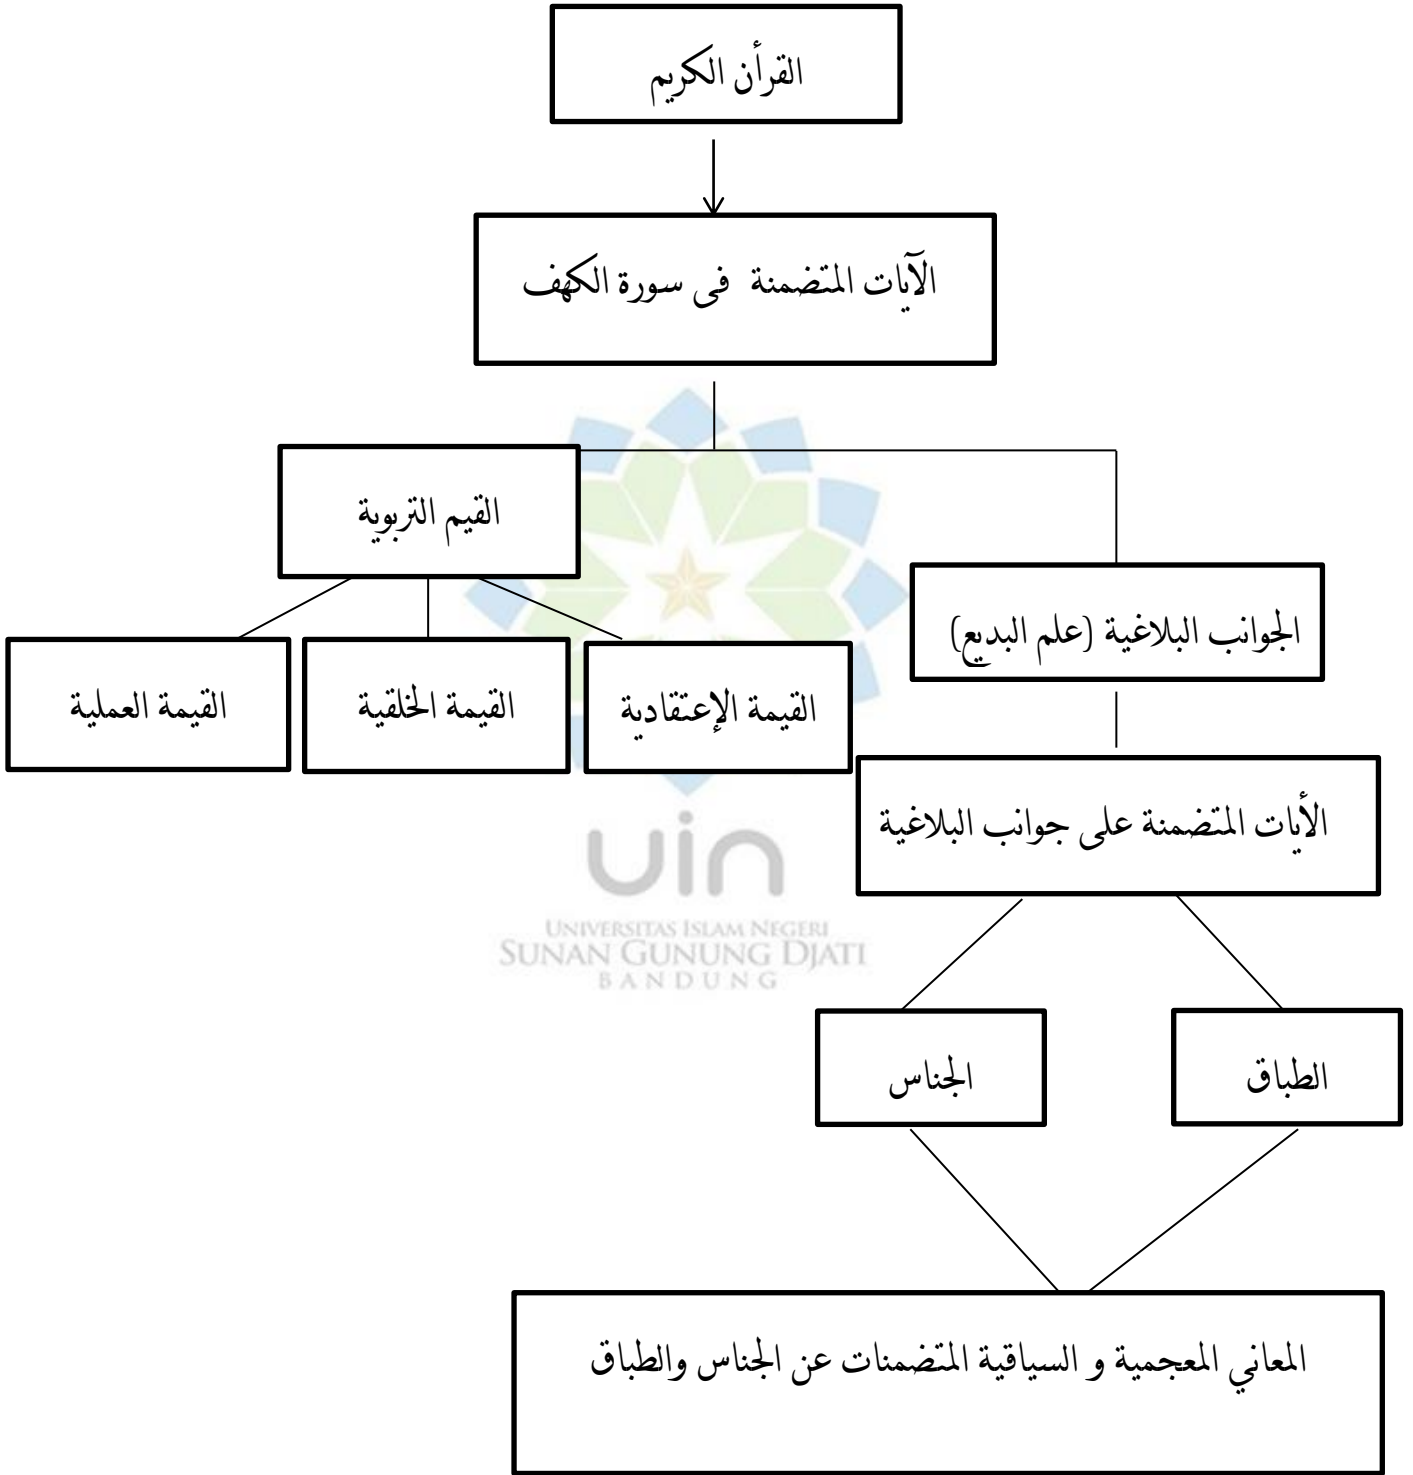 القرأن الكريم
الآيات المتضمنة فى سورة الكهف
القيم التربوية
الجوانب البلاغية (علم البديع)
القيمة الإعتقادية
القيمة الخلقية
القيمة العملية
الأيات المتضمنة على جوانب البلاغية
uin
UNIVERSITAS ISLAM NEGERI
SUNAN GUNUNG DJATI
BANDUNG
الطباق
الجناس
المعاني المعجمية و السياقية المتضمنات عن الجناس والطباق